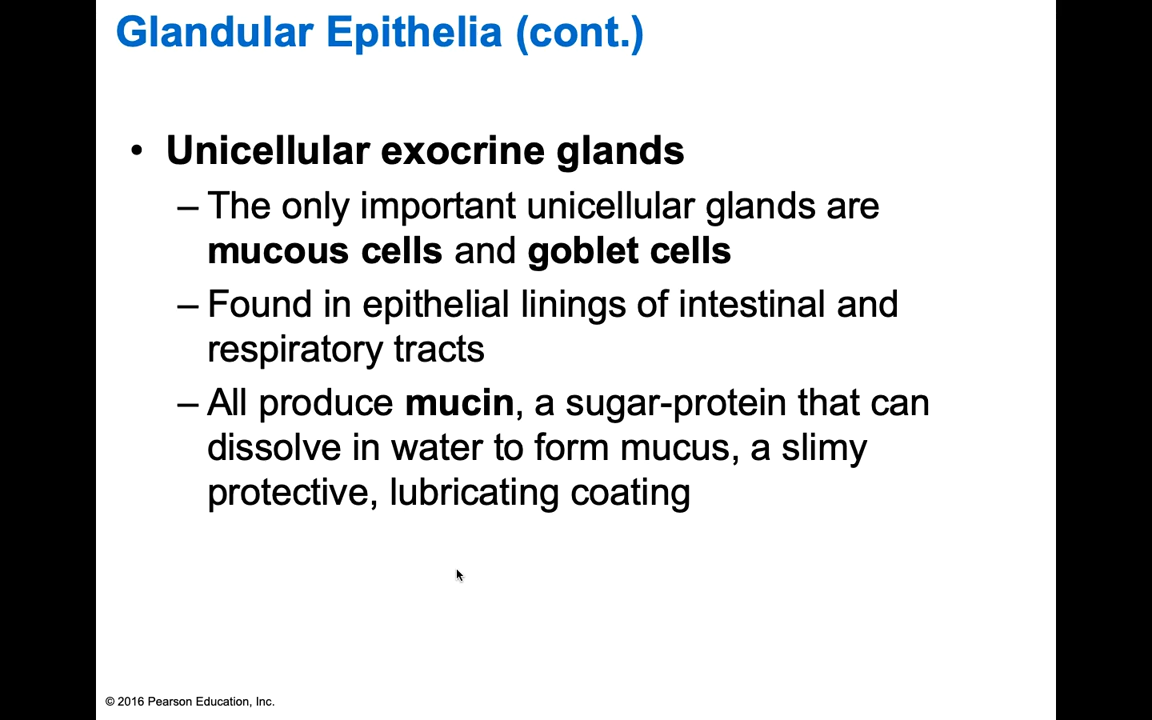 Glandular Epithelia (cont.)
• Unicellular exocrine glands
– The only important unicellular glands are
mucous cells and goblet cells
– Found in epithelial linings of intestinal and
respiratory tracts
– All produce mucin, a sugar-protein that can
dissolve in water to form mucus, a slimy
protective, lubricating coating
© 2016 Pearson Education, Inc.